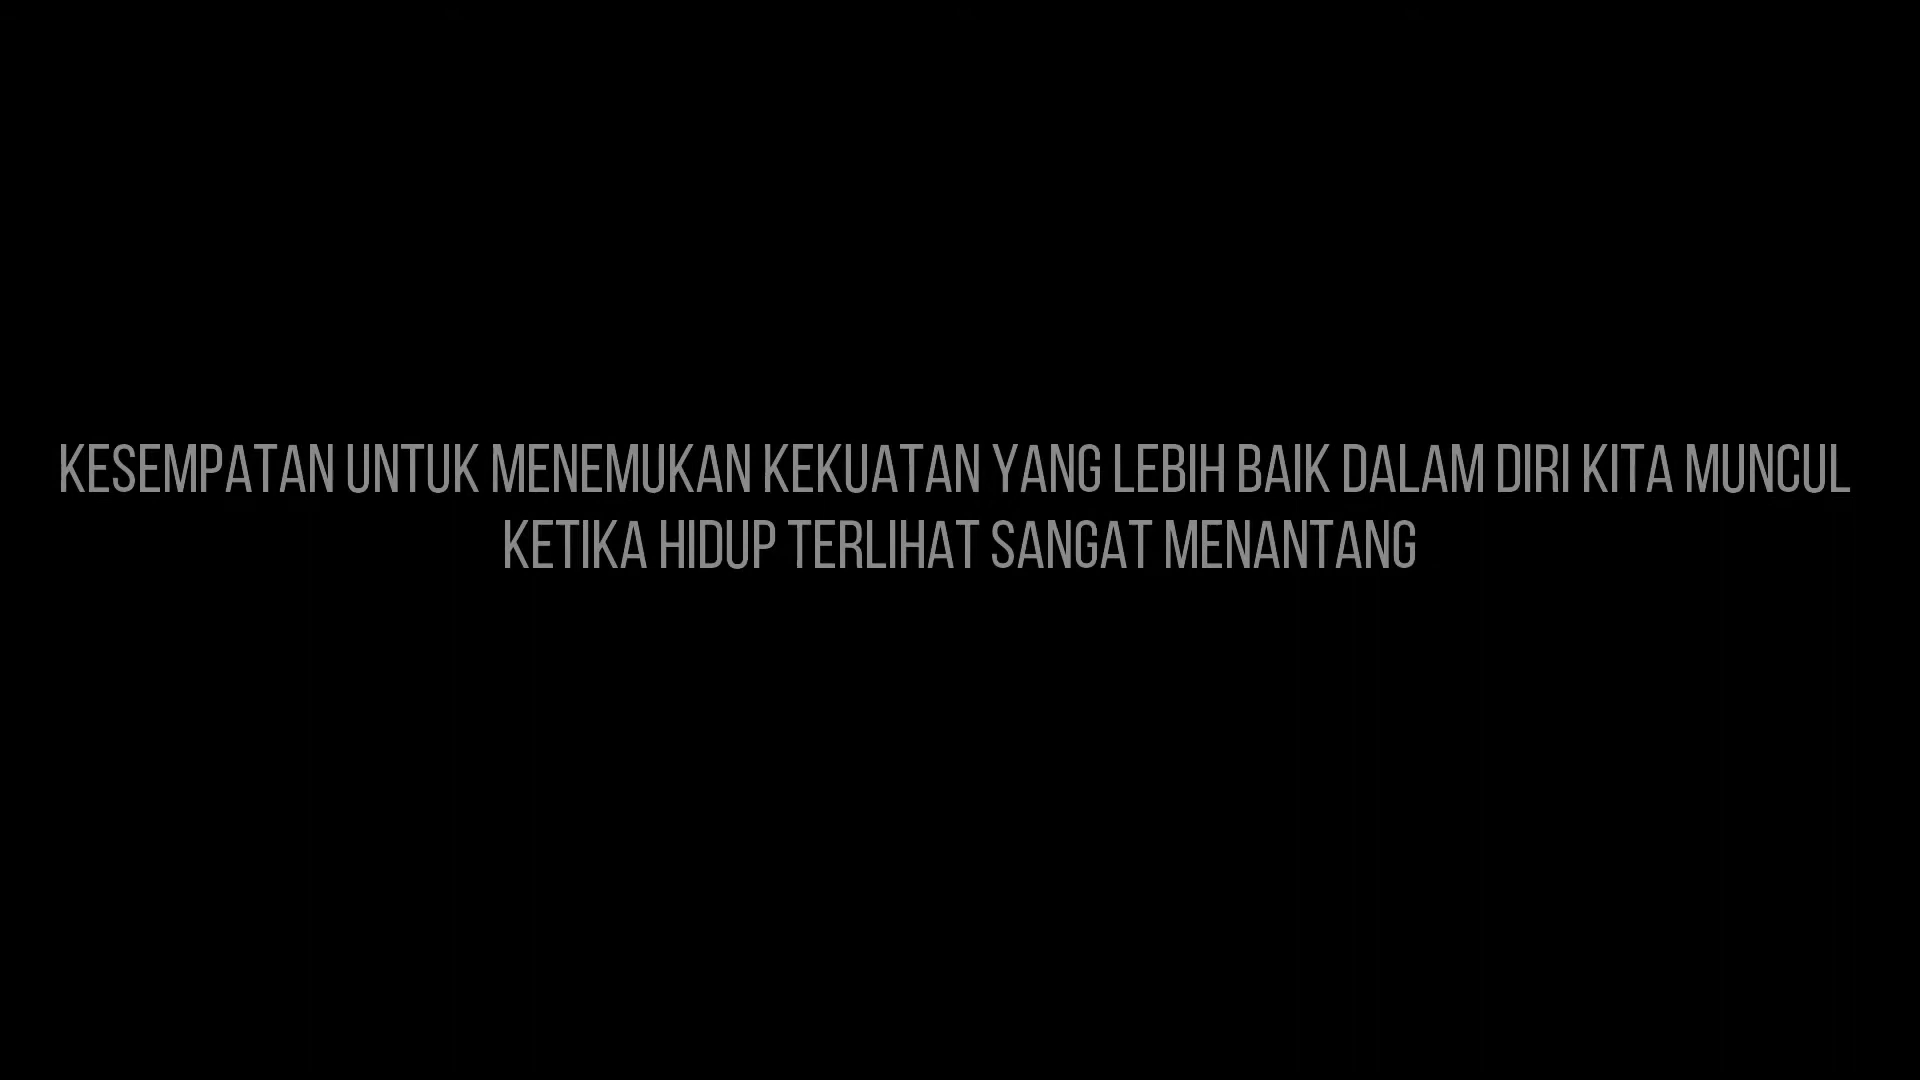 KESEMPATAN UNTUK MENEMUKAN KEKUATAN YANG LEBIH BAIK DALAM DIRI KITA MUNCUL
KETIKA HIDUP TERLIHAT SANGAT MENANTANG